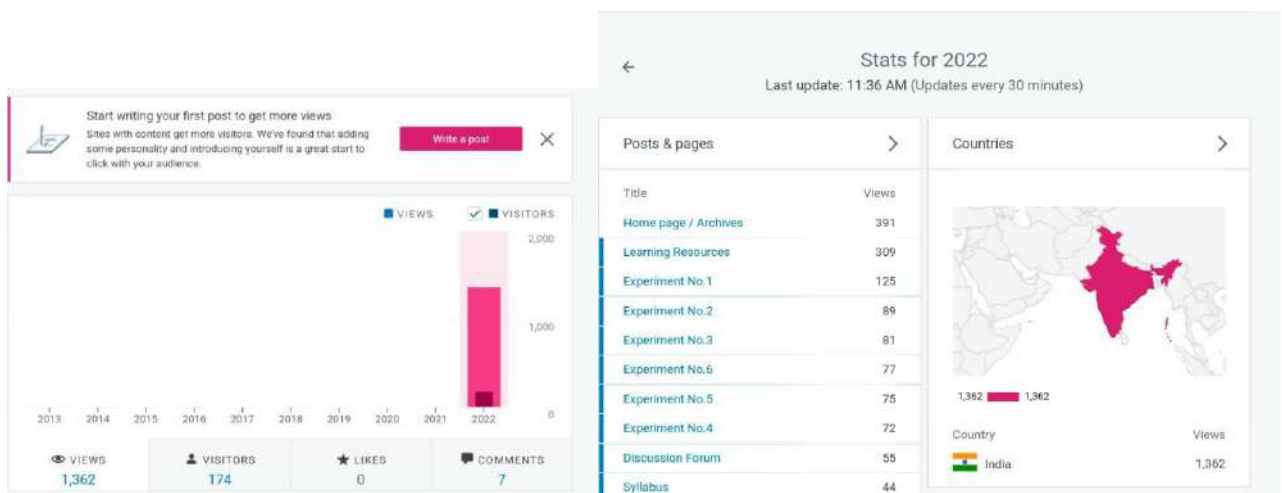 Start writing your first post to get more views
Sites with content get more visitors. We've found that adding
some personality and introducing yourself is a great start to
click with your audience.
Write a post
VIEWS VISITORS
2,000
1,000
0
2013 2014 2015 2016 2017 2018 2019 2020 2021 2022
VIEWS VISITORS LIKES COMMENTS
1,362 174 0 7
Stats for 2022
Last update: 11:36 AM (Updates every 30 minutes)
Posts & pages
Title Views
Home page / Archives 391
Learning Resources 309
Experiment No.1 125
Experiment No.2 89
Experiment No.3 81
Experiment No.6 77
Experiment No.5 75
Experiment No.4 72
Discussion Forum 55
Syllabus 44
Countries
1,362 1,362
Country Views
India 1,362